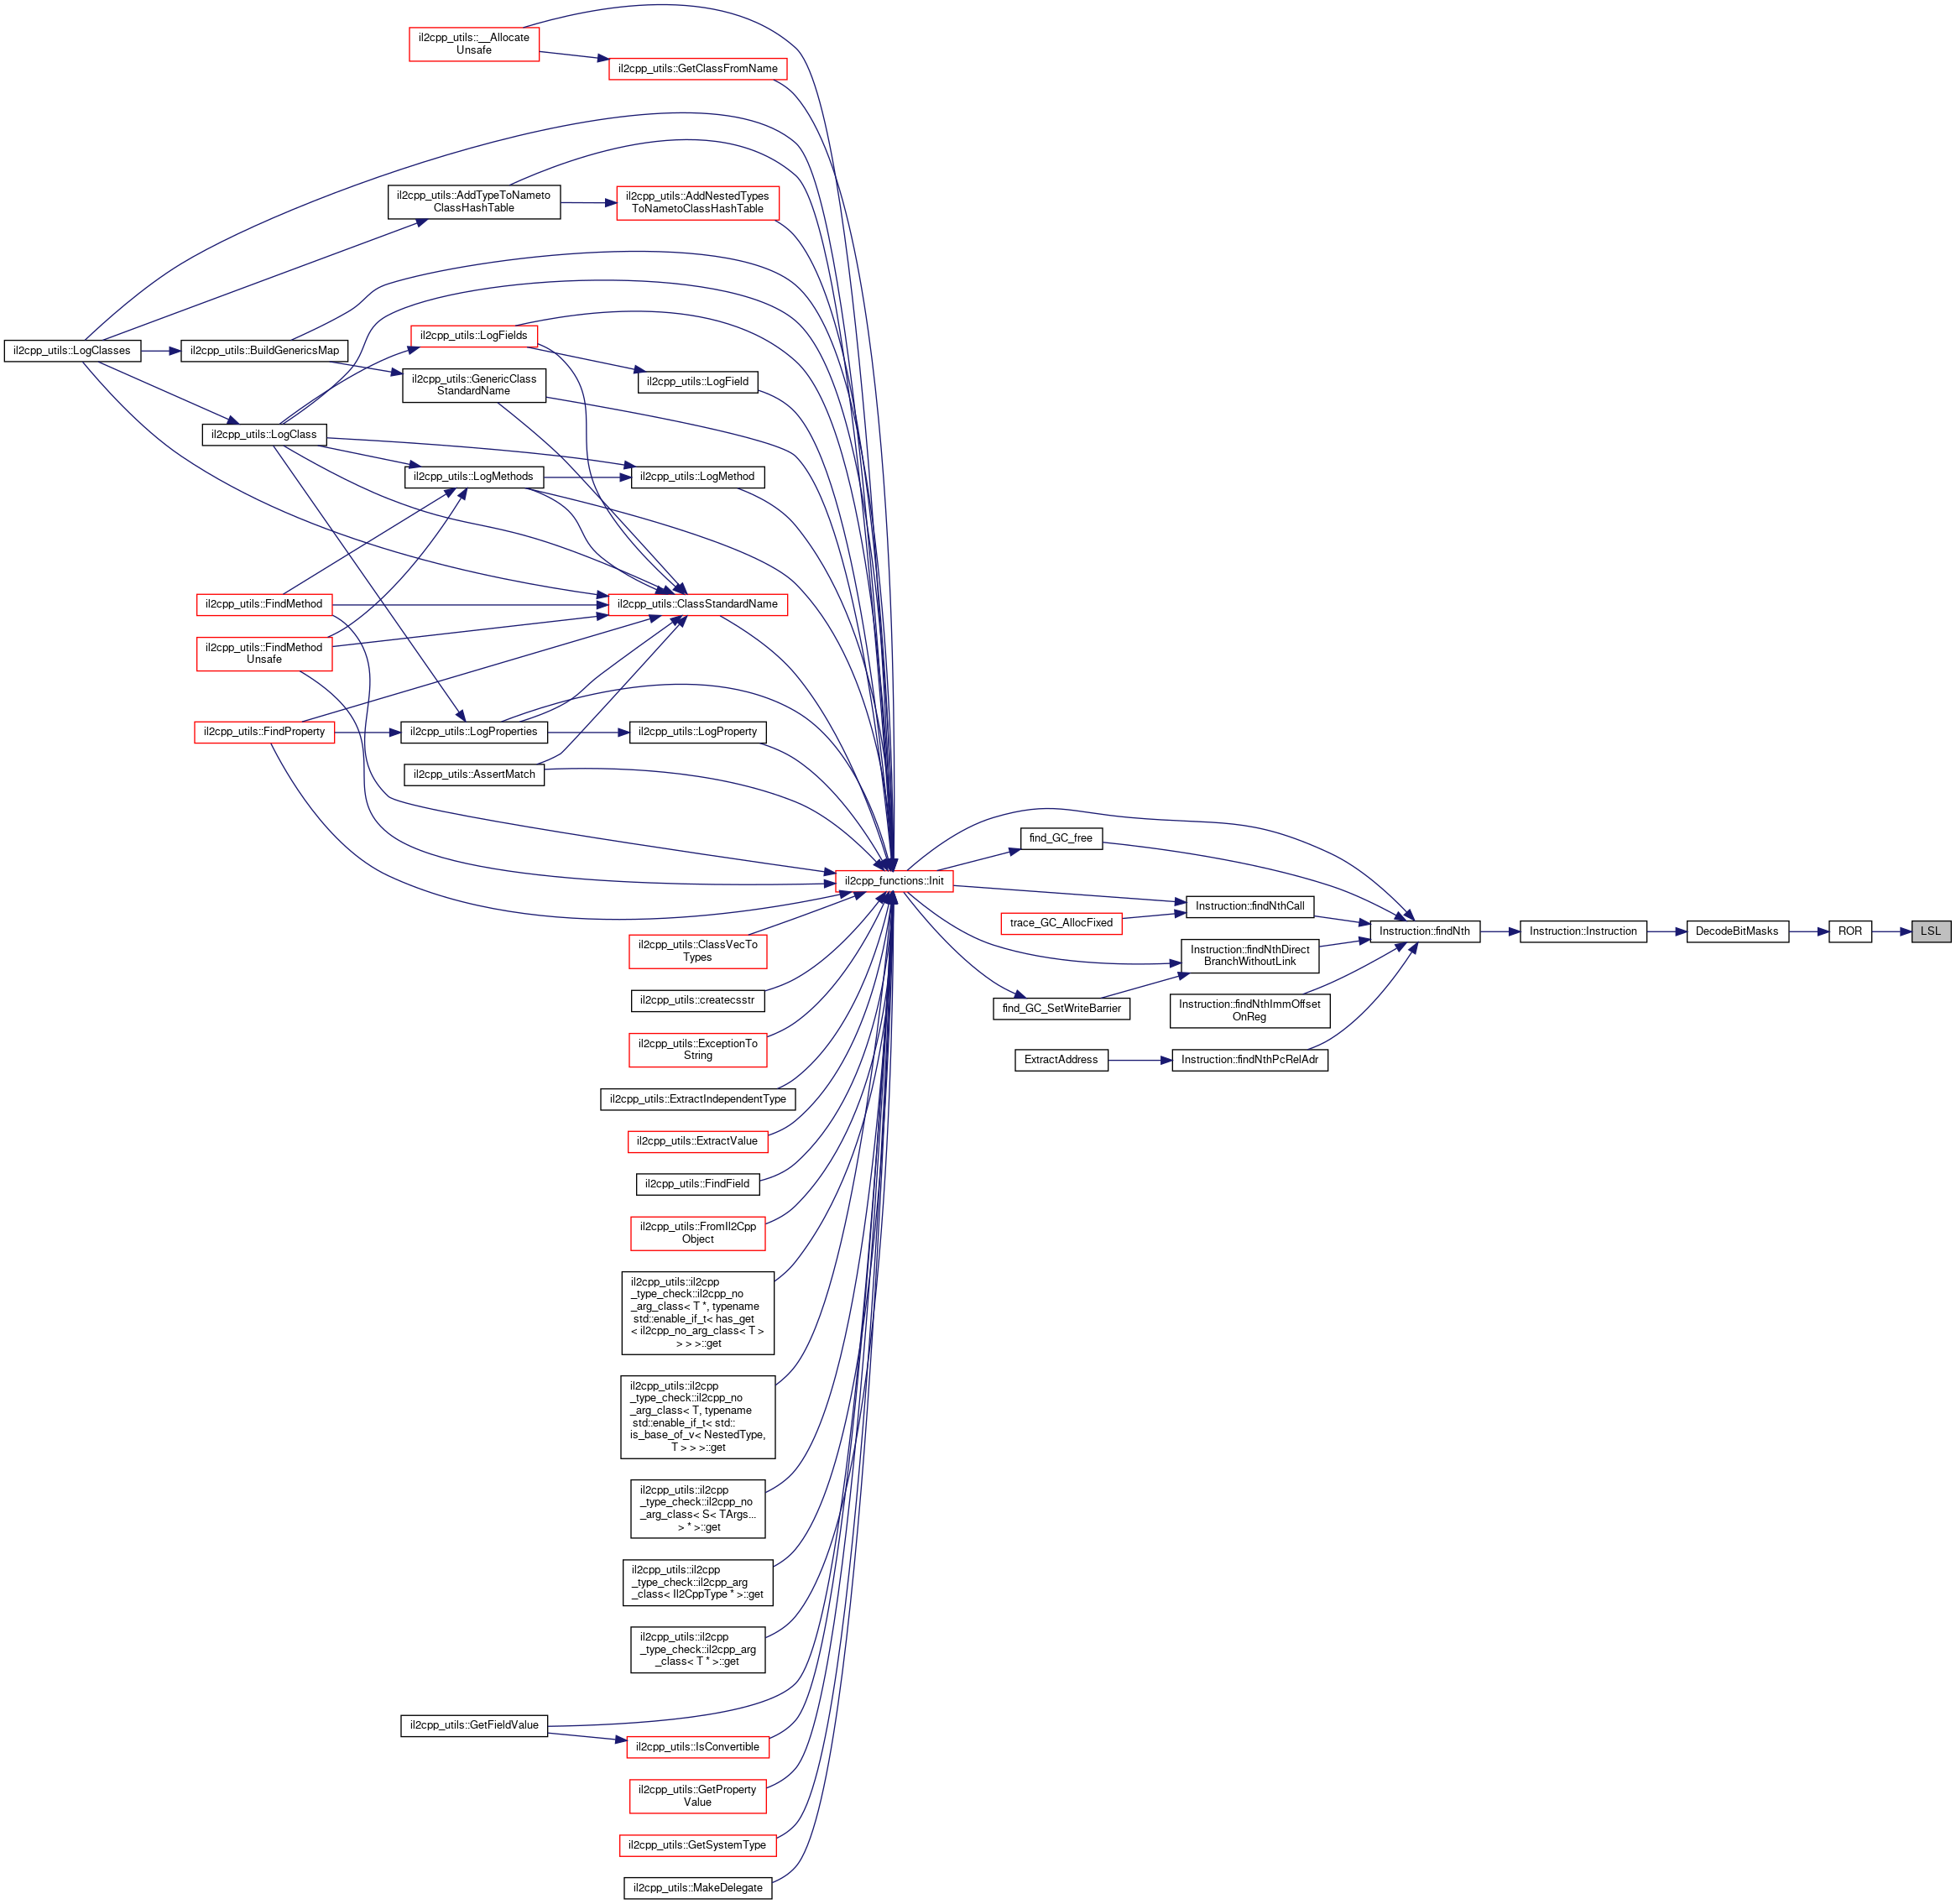 il2cpp_utils::__Allocate
Unsafe
il2cpp_utils::GetClassFromName
il2cpp_utils::AddTypeToNameto
ClassHashTable
il2cpp_utils::AddNestedTypes
ToNametoClassHashTable
il2cpp_utils::LogClasses
il2cpp_utils::BuildGenericsMap
il2cpp_utils::LogFields
il2cpp_utils::GenericClass
StandardName
il2cpp_utils::LogField
il2cpp_utils::LogClass
il2cpp_utils::LogMethods
il2cpp_utils::LogMethod
il2cpp_utils::FindMethod
il2cpp_utils::ClassStandardName
il2cpp_utils::FindMethod
Unsafe
il2cpp_utils::FindProperty
il2cpp_utils::LogProperties
il2cpp_utils::LogProperty
il2cpp_utils::AssertMatch
il2cpp_functions::Init
find_GC_free
Instruction::findNthCall
trace_GC_AllocFixed
Instruction::findNth
Instruction::Instruction
DecodeBitMasks
ROR
LSL
Instruction::findNthDirect
BranchWithoutLink
find_GC_SetWriteBarrier
Instruction::findNthImmOffset
OnReg
ExtractAddress
Instruction::findNthPcRelAdr
il2cpp_utils::ClassVecTo
Types
il2cpp_utils::createcsstr
il2cpp_utils::ExceptionTo
String
il2cpp_utils::ExtractIndependentType
il2cpp_utils::ExtractValue
il2cpp_utils::FindField
il2cpp_utils::FromIl2Cpp
Object
il2cpp_utils::il2cpp
_type_check::il2cpp_no
_arg_class< T *, typename
std::enable_if_t< has_get
< il2cpp_no_arg_class< T >
> > >::get
il2cpp_utils::il2cpp
_type_check::il2cpp_no
_arg_class< T, typename
std::enable_if_t< std::
is_base_of_v< NestedType,
T > > >::get
il2cpp_utils::il2cpp
_type_check::il2cpp_no
_arg_class< S< TArgs...
> * >::get
il2cpp_utils::il2cpp
_type_check::il2cpp_arg
_class< Il2CppType * >::get
il2cpp_utils::il2cpp
_type_check::il2cpp_arg
_class< T * >::get
il2cpp_utils::GetFieldValue
il2cpp_utils::IsConvertible
il2cpp_utils::GetProperty
Value
il2cpp_utils::GetSystemType
il2cpp_utils::MakeDelegate